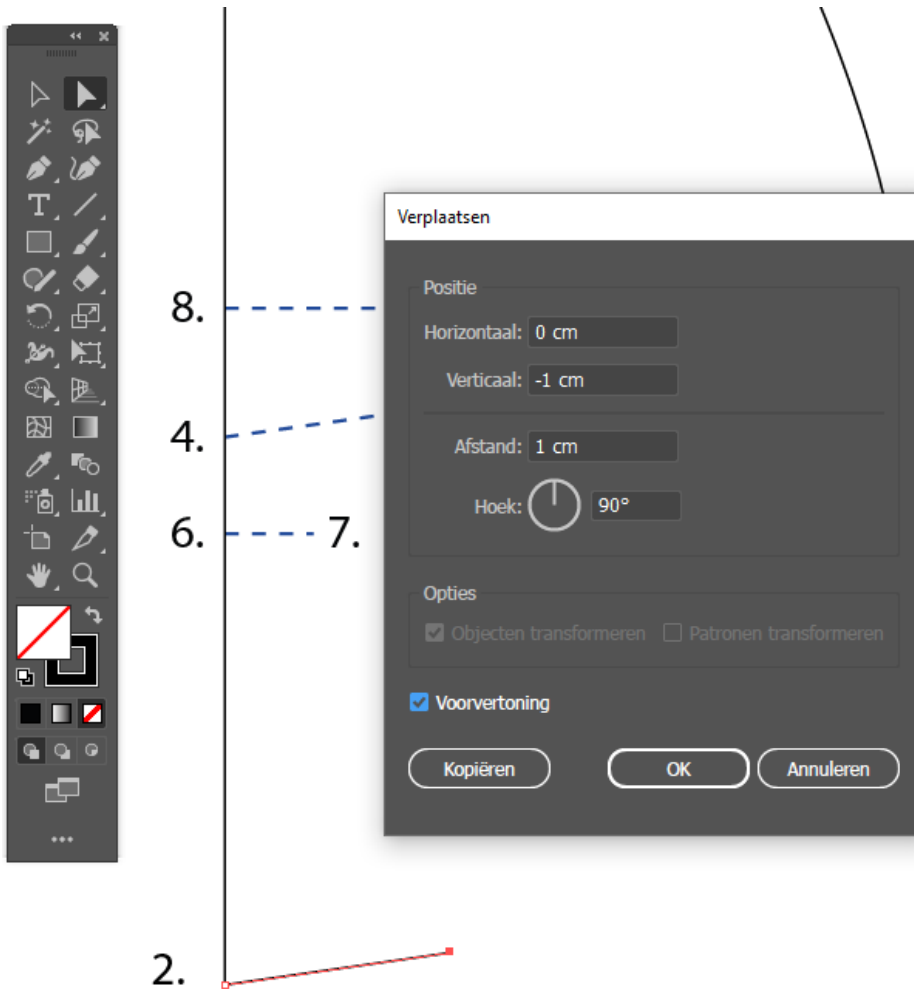 Verplaatsen
Positie
Horizontaal: 0 cm
Verticaal: -1 cm
Afstand: 1 cm
Hoek: 90°
Opties
Objecten transformeren Patronen transformeren
Voorvertoning
Kopiëren OK Annuleren
8.
4.
6. 7.
2.
T